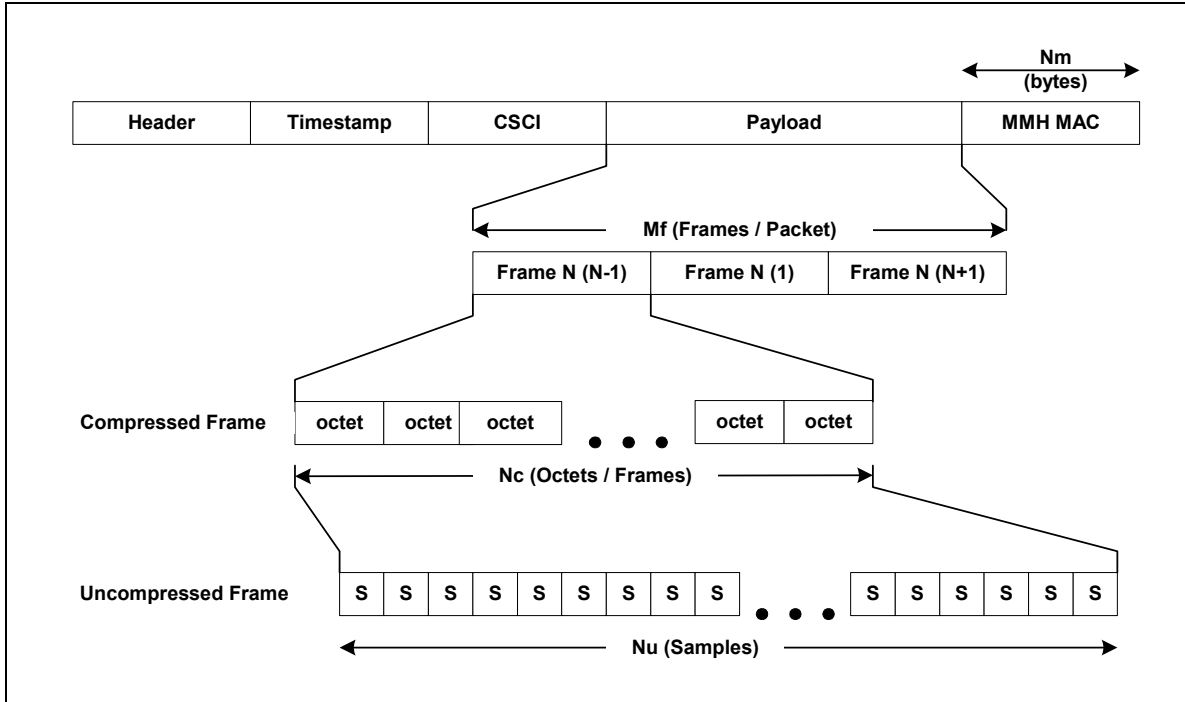 Nm
(bytes)
Header Timestamp CSCI Payload MMH MAC
Mf (Frames / Packet)
Frame N (N-1) Frame N (1) Frame N (N+1)
Compressed Frame octet octet octet octet octet
Nc (Octets / Frames)
Uncompressed Frame S S S S S S S S S S S S S S S
Nu (Samples)